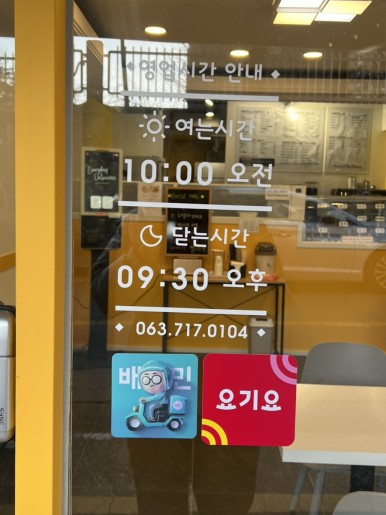 영업시간 안내
여는시간
10:00 오전
닫는시간
09:30 오후
063.717.0104
배민
요기요